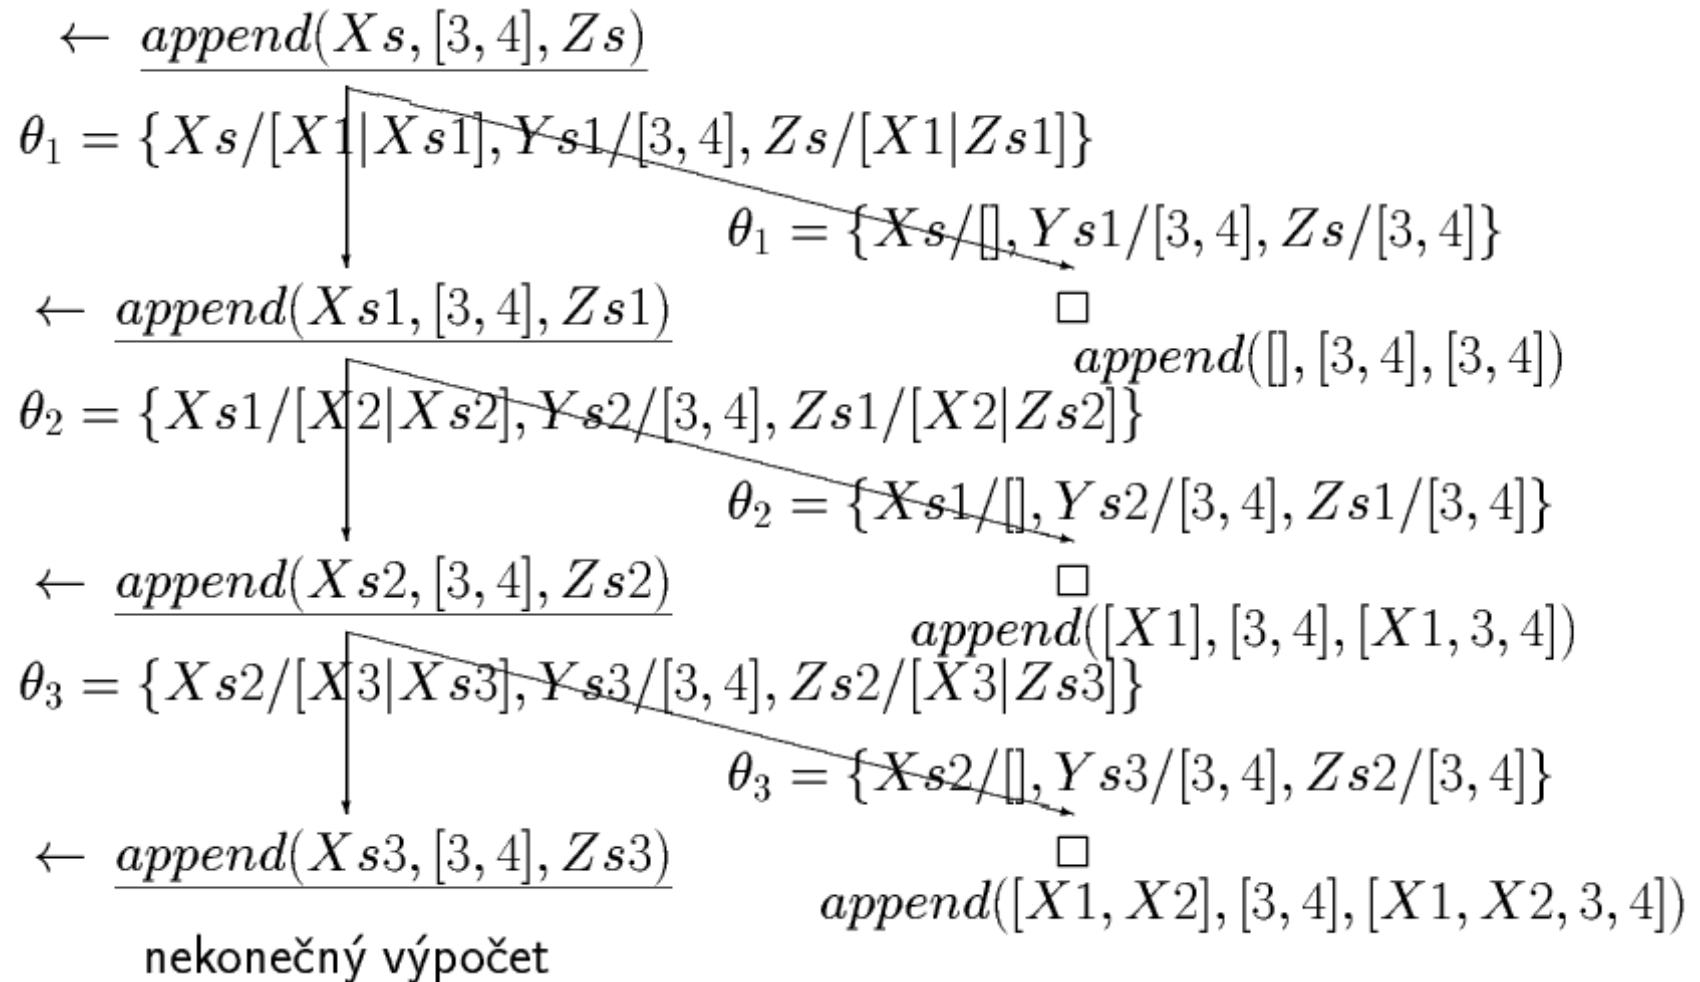 ← append(Xs, [3, 4], Zs)
θ₁ = {Xs/[X1|Xs1], Ys1/[3, 4], Zs/[X1|Zs1]}
θ₁ = {Xs/[], Ys1/[3, 4], Zs/[3, 4]}
← append(Xs1, [3, 4], Zs1)
□
append([], [3, 4], [3, 4])
θ₂ = {Xs1/[X2|Xs2], Ys2/[3, 4], Zs1/[X2|Zs2]}
θ₂ = {Xs1/[], Ys2/[3, 4], Zs1/[3, 4]}
← append(Xs2, [3, 4], Zs2)
□
append([X1], [3, 4], [X1, 3, 4])
θ₃ = {Xs2/[X3|Xs3], Ys3/[3, 4], Zs2/[X3|Zs3]}
θ₃ = {Xs2/[], Ys3/[3, 4], Zs2/[3, 4]}
← append(Xs3, [3, 4], Zs3)
□
append([X1, X2], [3, 4], [X1, X2, 3, 4])
nekonečný výpočet